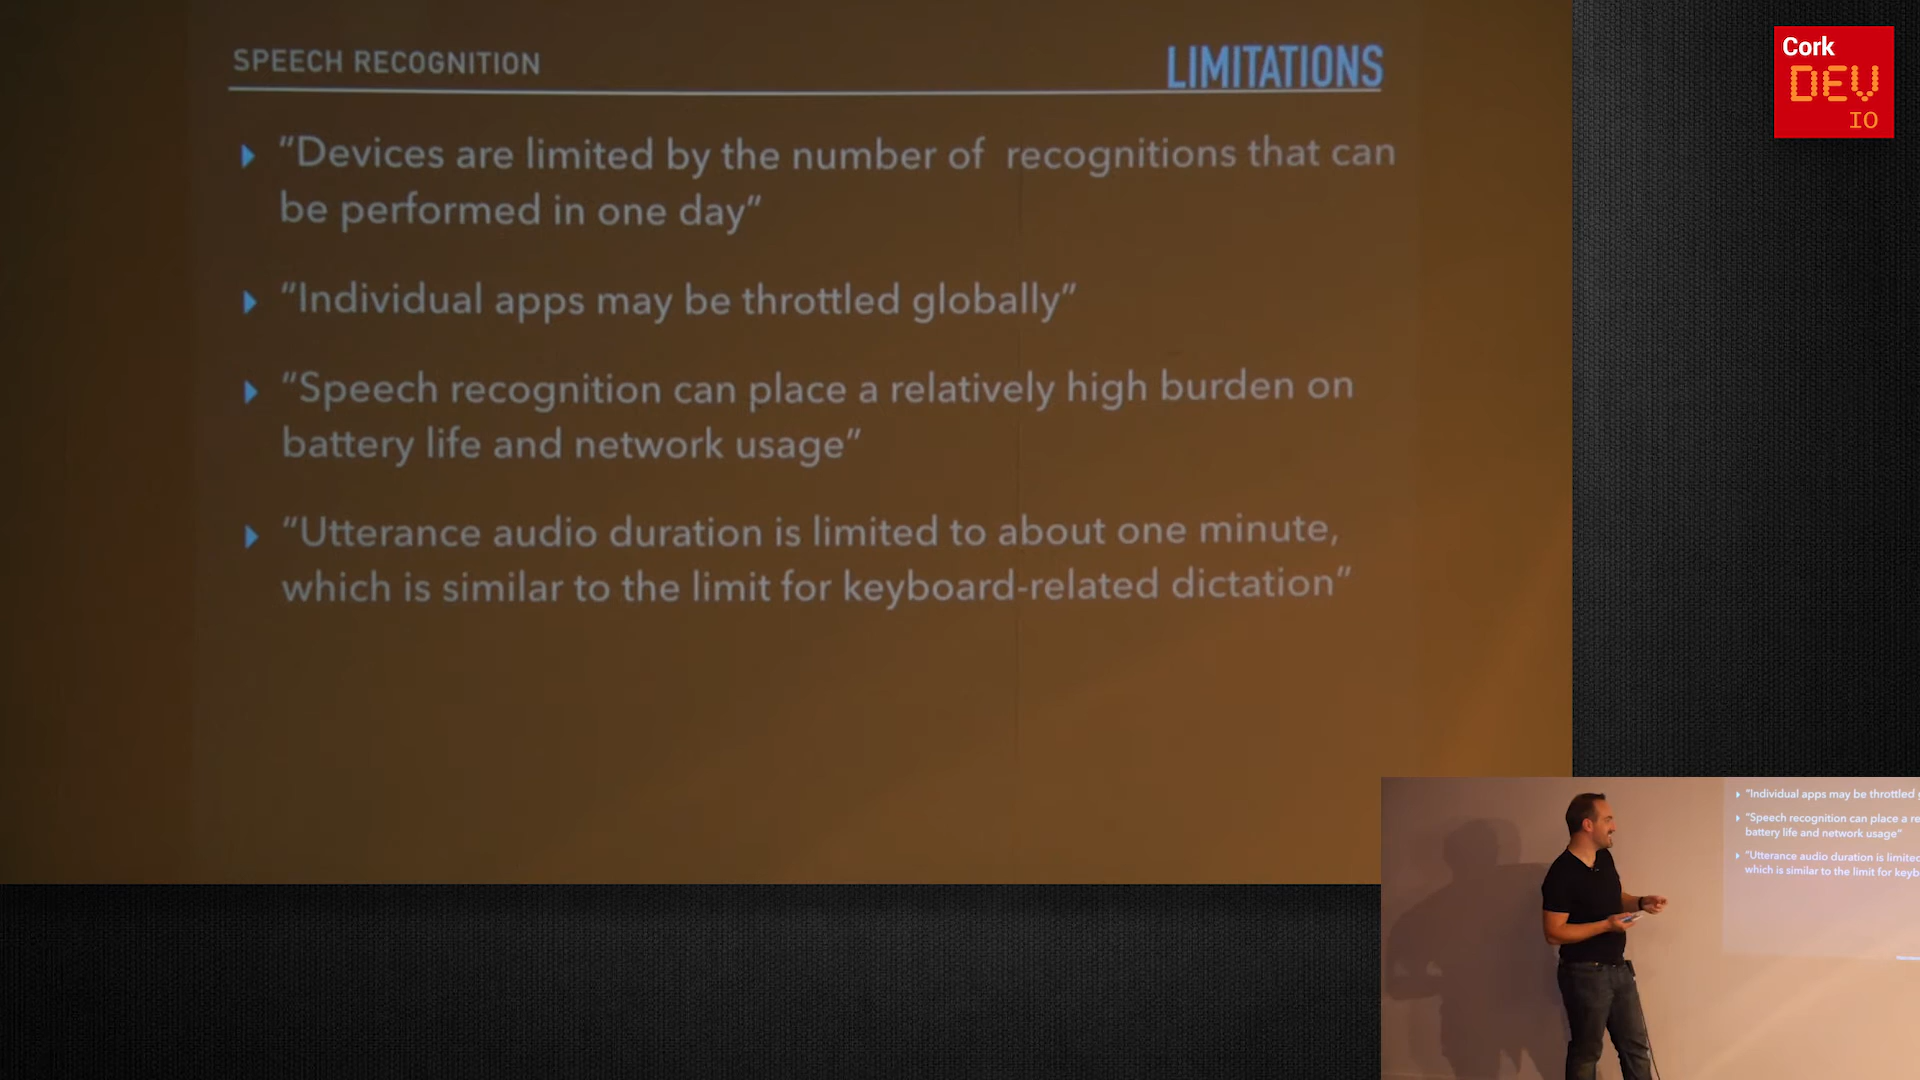 SPEECH RECOGNITION
LIMITATIONS
"Devices are limited by the number of recognitions that can
be performed in one day"
"Individual apps may be throttled globally"
"Speech recognition can place a relatively high burden on
battery life and network usage"
"Utterance audio duration is limited to about one minute,
which is similar to the limit for keyboard-related dictation"
Cork
DEV
IO
"Individual apps may be throttled
"Speech recognition can place a re
battery life and network usage"
"Utterance audio duration is limited
which is similar to the limit for keyb